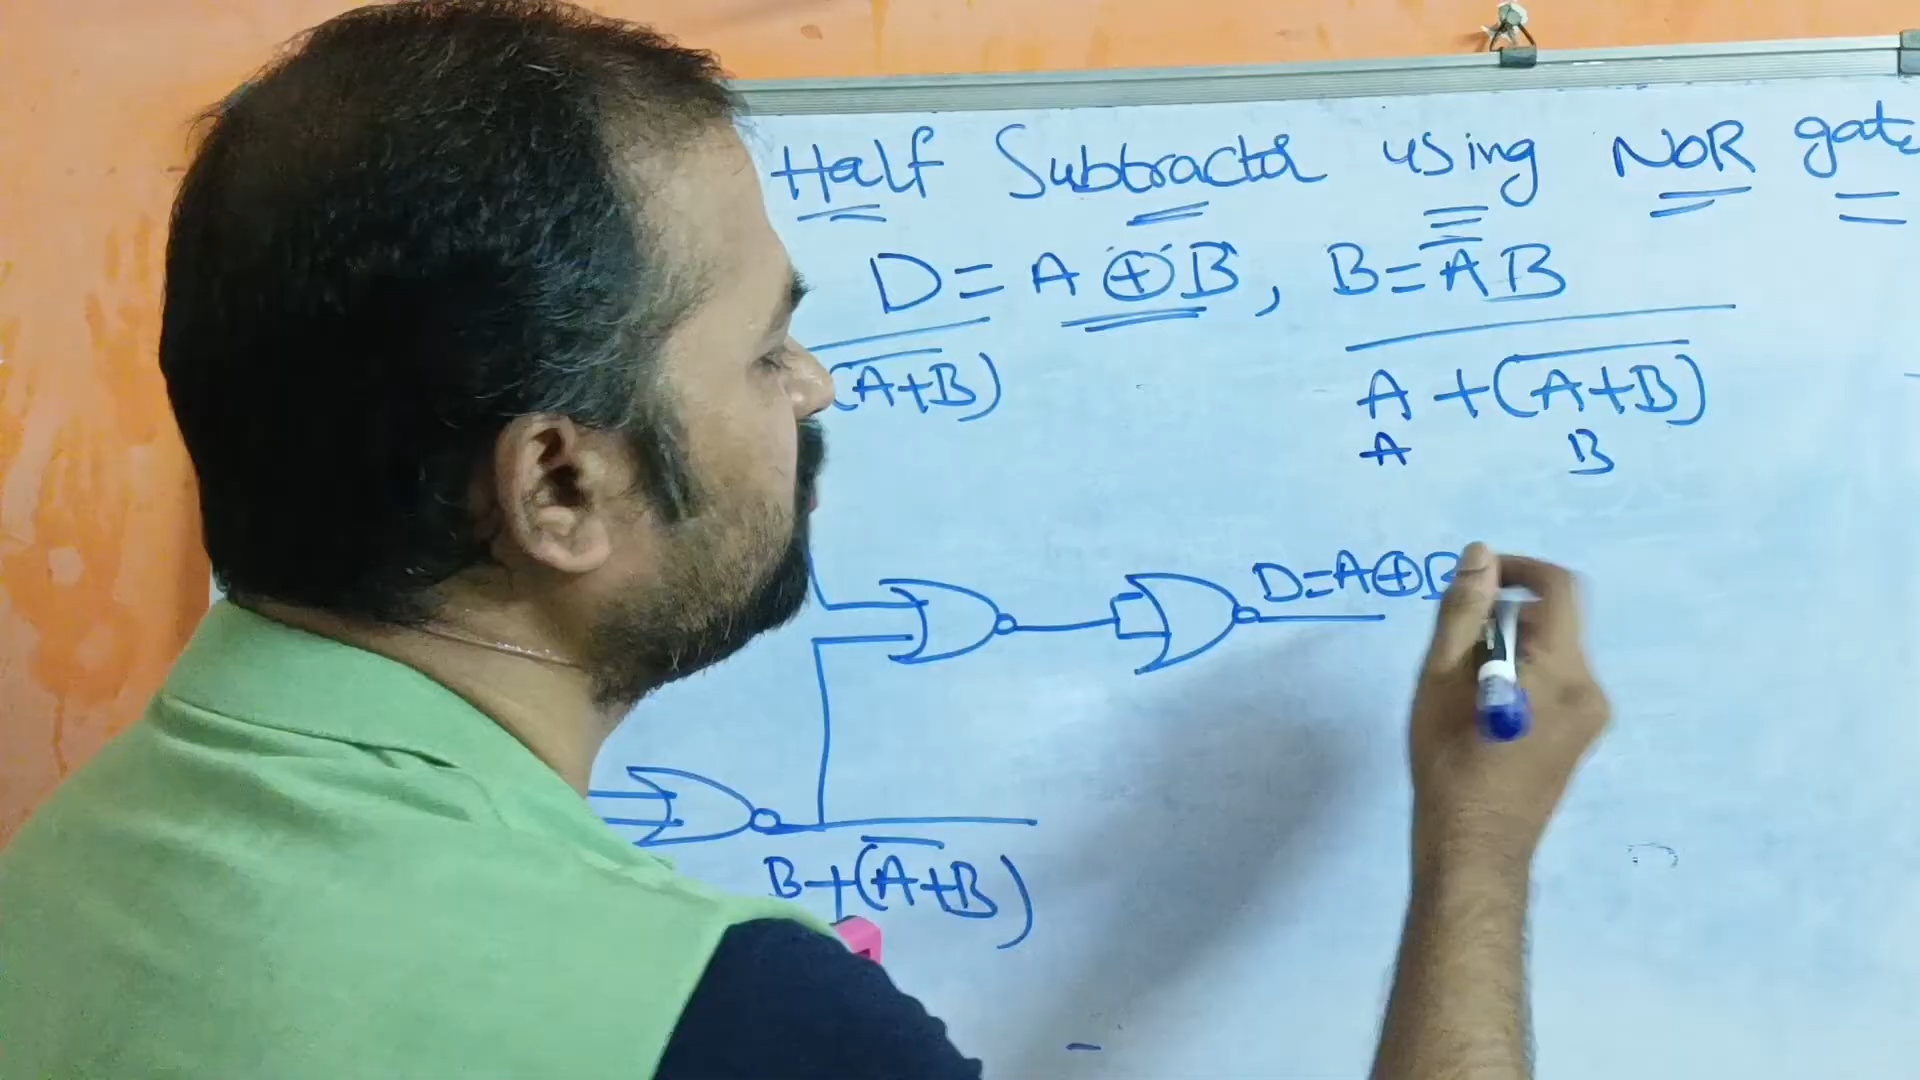 Half Subtractor using NOR gate
D = A ⊕ B, B = A̅ B
(A+B)
A + (A+B)
A B
D=A⊕B
B+(A+B)